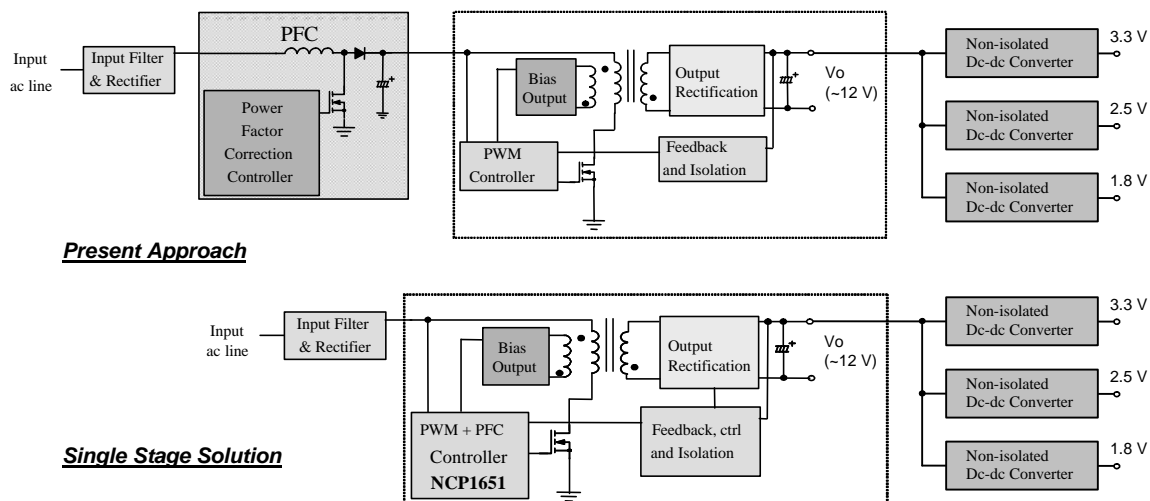 PFC
Input
ac line
Input Filter
& Rectifier
Power
Factor
Correction
Controller
Bias
Output
PWM
Controller
Output
Rectification
Feedback
and Isolation
Vo
(~12 V)
Non-isolated
Dc-dc Converter
3.3 V
Non-isolated
Dc-dc Converter
2.5 V
Non-isolated
Dc-dc Converter
1.8 V
Present Approach
Input
ac line
Input Filter
& Rectifier
Bias
Output
PWM + PFC
Controller
NCP1651
Output
Rectification
Feedback, ctrl
and Isolation
Vo
(~12 V)
Non-isolated
Dc-dc Converter
3.3 V
Non-isolated
Dc-dc Converter
2.5 V
Non-isolated
Dc-dc Converter
1.8 V
Single Stage Solution